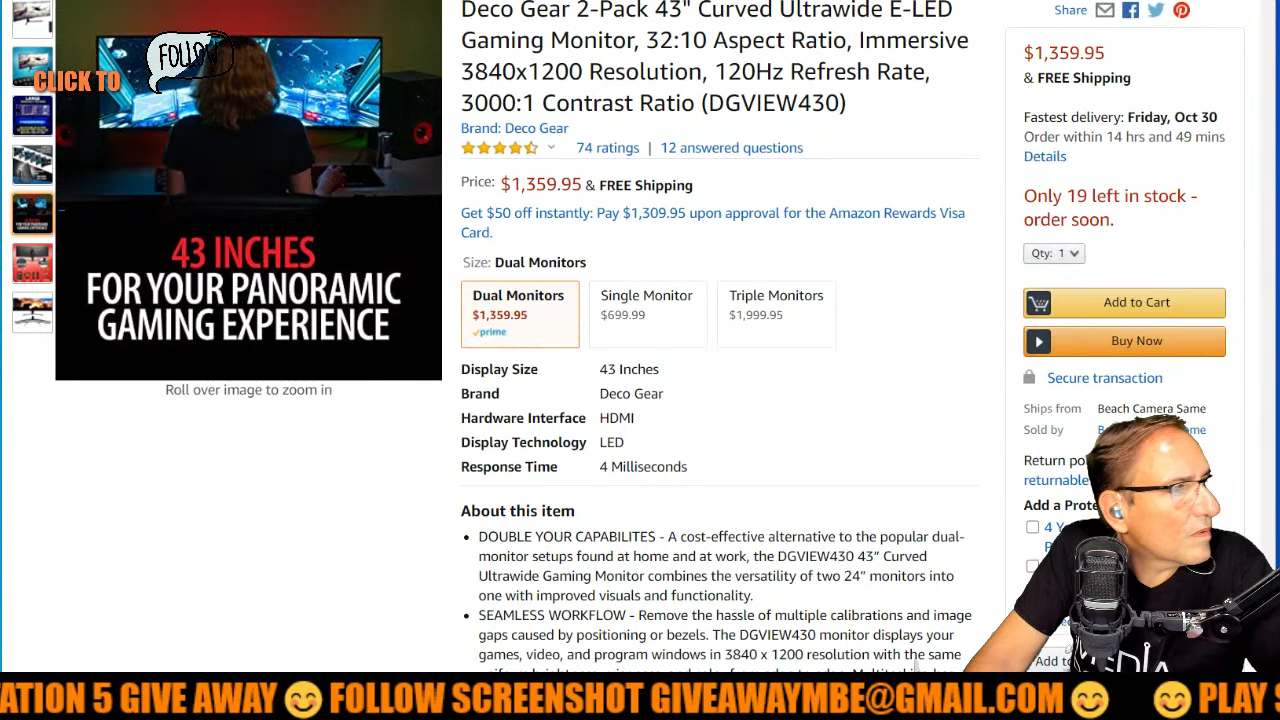 FOLLOW
CLICK TO
43 INCHES
FOR YOUR PANORAMIC
GAMING EXPERIENCE
Roll over image to zoom in
Deco Gear 2-Pack 43" Curved Ultrawide E-LED
Gaming Monitor, 32:10 Aspect Ratio, Immersive
3840x1200 Resolution, 120Hz Refresh Rate,
3000:1 Contrast Ratio (DGVIEW430)
Brand: Deco Gear
74 ratings | 12 answered questions
Price: $1,359.95 & FREE Shipping
Get $50 off instantly: Pay $1,309.95 upon approval for the Amazon Rewards Visa
Card.
Size: Dual Monitors
Dual Monitors
$1,359.95
prime
Single Monitor
$699.99
Triple Monitors
$1,999.95
Display Size 43 Inches
Brand Deco Gear
Hardware Interface HDMI
Display Technology LED
Response Time 4 Milliseconds
About this item
• DOUBLE YOUR CAPABILITES - A cost-effective alternative to the popular dual-
monitor setups found at home and at work, the DGVIEW430 43” Curved
Ultrawide Gaming Monitor combines the versatility of two 24” monitors into
one with improved visuals and functionality.
• SEAMLESS WORKFLOW - Remove the hassle of multiple calibrations and image
gaps caused by positioning or bezels. The DGVIEW430 monitor displays your
games, video, and program windows in 3840 x 1200 resolution with the same
Share
$1,359.95
& FREE Shipping
Fastest delivery: Friday, Oct 30
Order within 14 hrs and 49 mins
Details
Only 19 left in stock -
order soon.
Qty: 1
Add to Cart
Buy Now
Secure transaction
Ships from Beach Camera Same
Sold by
Return
returnable
Add a
4
Add to
MEDIA
ATION 5 GIVE AWAY 😊 FOLLOW SCREENSHOT GIVEAWAYMBE@GMAIL.COM 😊 😊 PLAY S